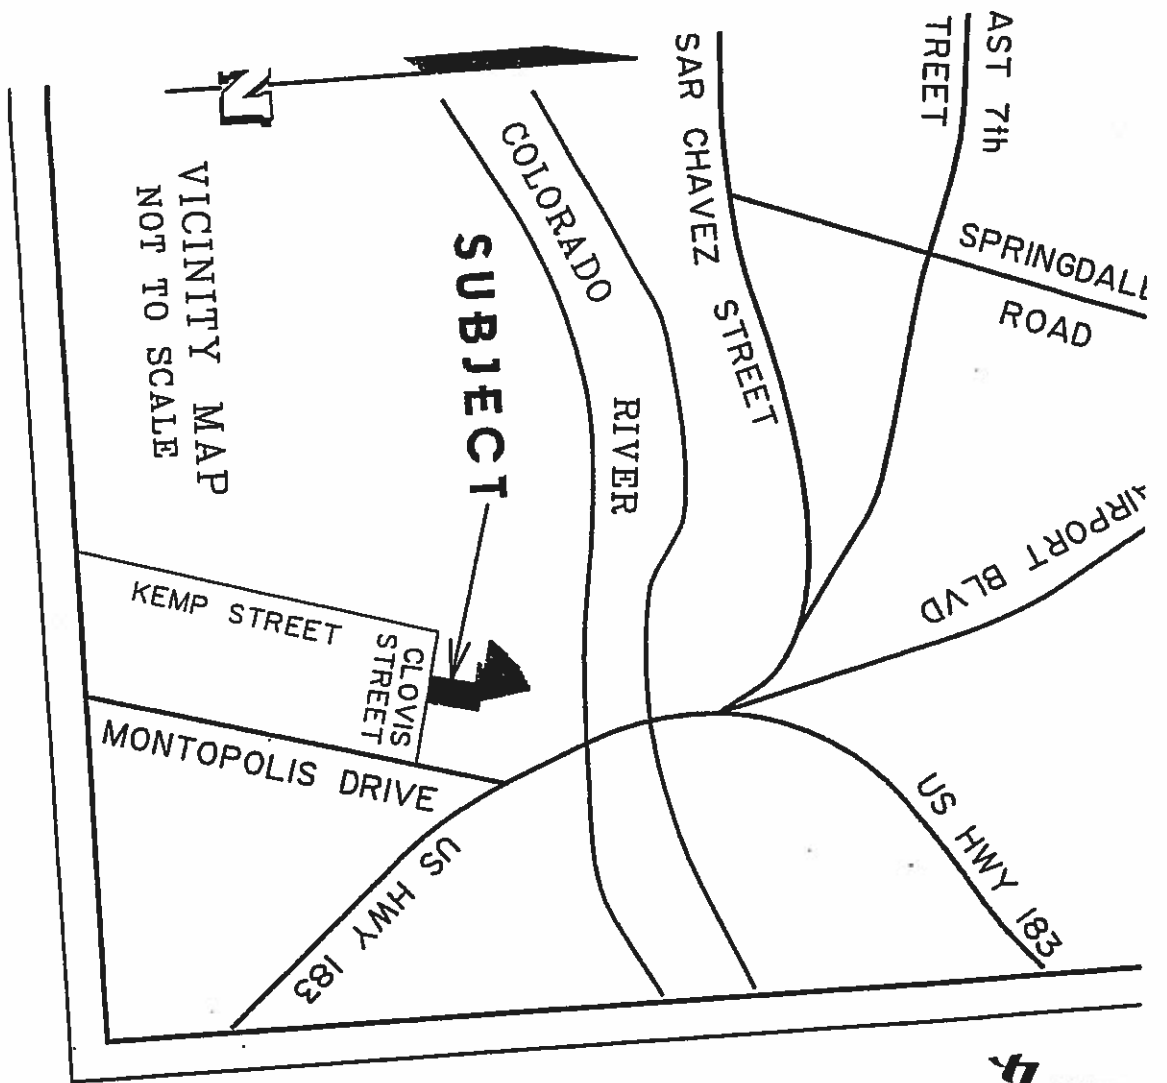 AST 7th
TREET
SPRINGDALE
ROAD
SAR CHAVEZ STREET
AIRPORT BLVD
COLORADO
RIVER
SUBJECT
N
VICINITY MAP
NOT TO SCALE
KEMP STREET
CLOVIS
STREET
MONTOPOLIS DRIVE
US HWY 183
US HWY 183